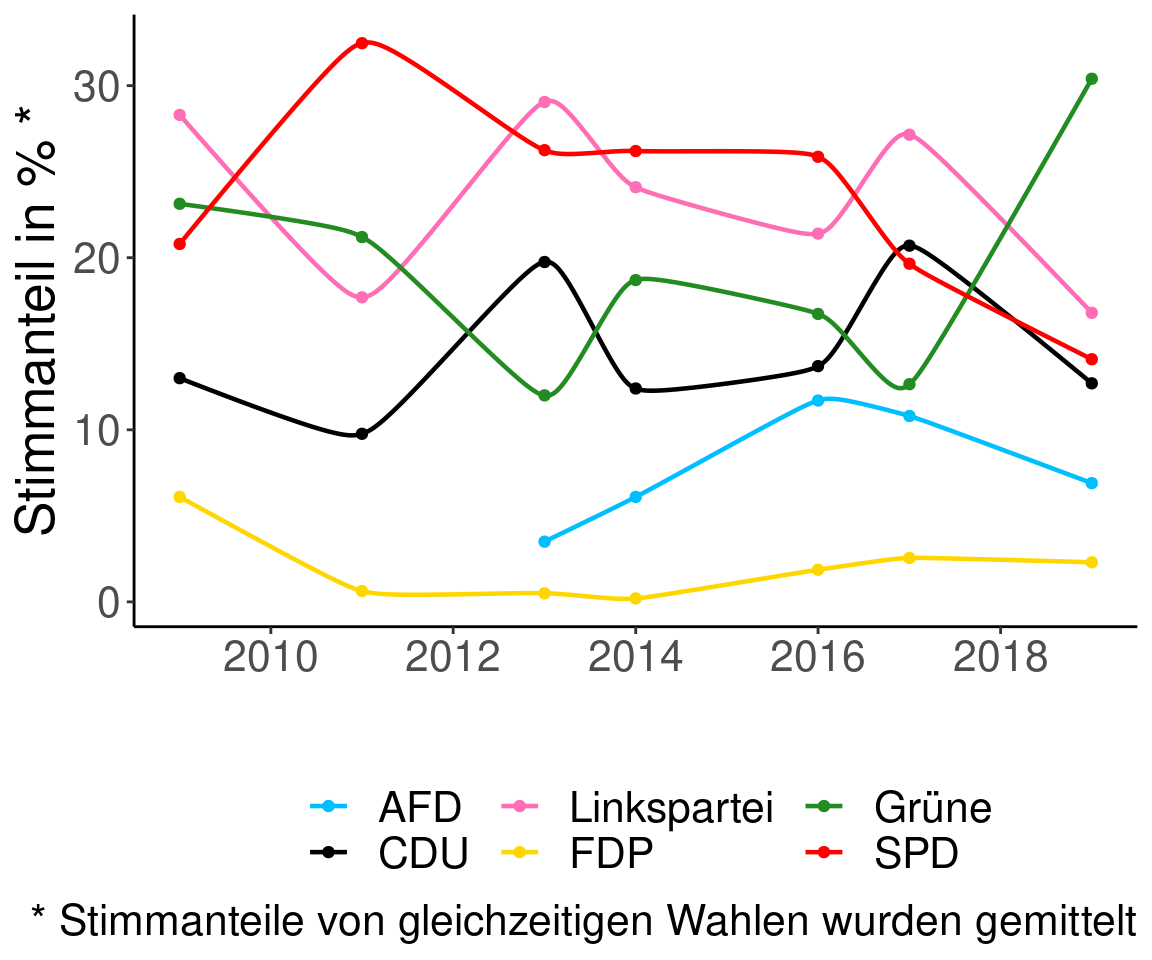 Stimmanteil in % *
30
20
10
0
2010 2012 2014 2016 2018
AFD Linkspartei Grüne
CDU FDP SPD
* Stimmanteile von gleichzeitigen Wahlen wurden gemittelt